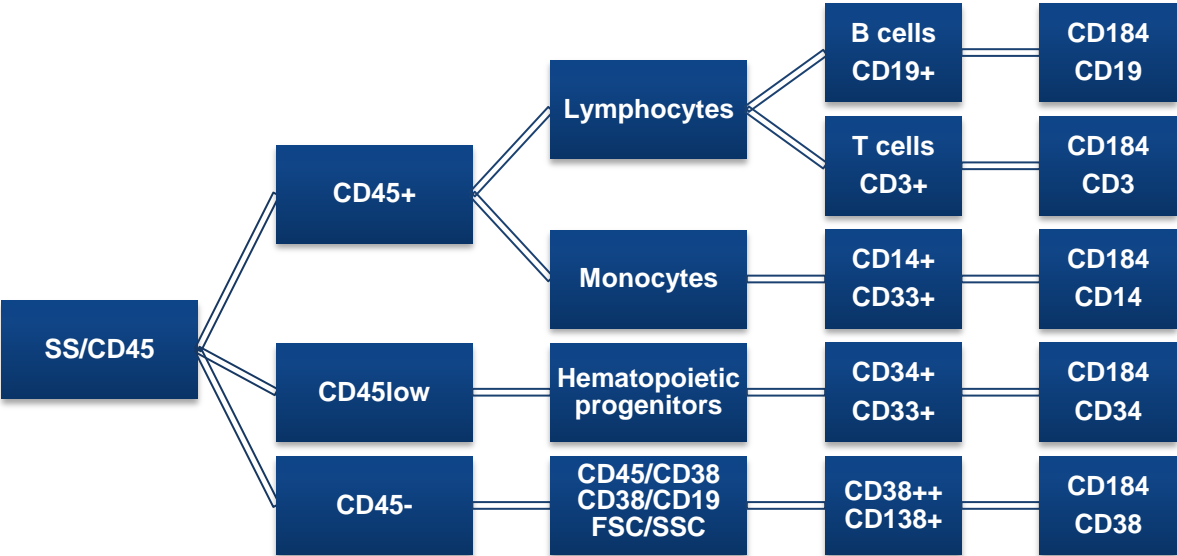 SS/CD45
CD45+
Lymphocytes
B cells
CD19+
CD184
CD19
T cells
CD3+
CD184
CD3
Monocytes
CD14+
CD33+
CD184
CD14
CD45low
Hematopoietic
progenitors
CD34+
CD33+
CD184
CD34
CD45-
CD45/CD38
CD38/CD19
FSC/SSC
CD38++
CD138+
CD184
CD38